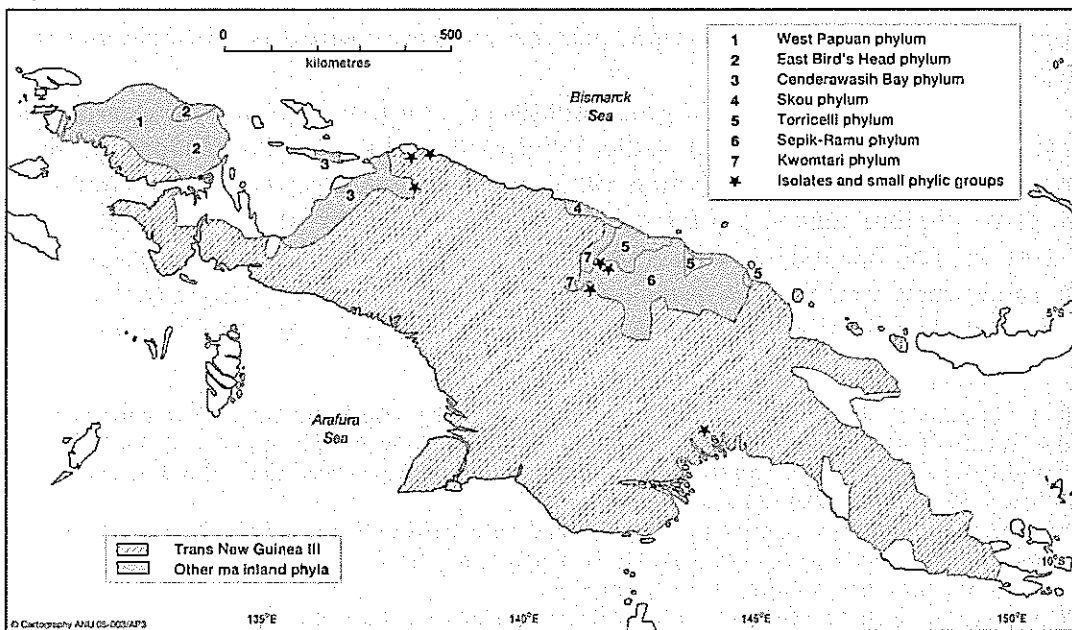 0 500
kilometres
1 West Papuan phylum
2 East Bird's Head phylum
3 Cenderawasih Bay phylum
4 Skou phylum
5 Torricelli phylum
6 Sepik-Ramu phylum
7 Kwomtari phylum
★ Isolates and small phylic groups
0°
Bismarck
Sea
1
1
2
2
3
3
4
5
5
5
7
7
6
5°S
Arafura
Sea
Trans New Guinea III
Other mainland phyla
10°S
135°E 140°E 145°E 150°E
© Cartography ANU 05-003/AP3